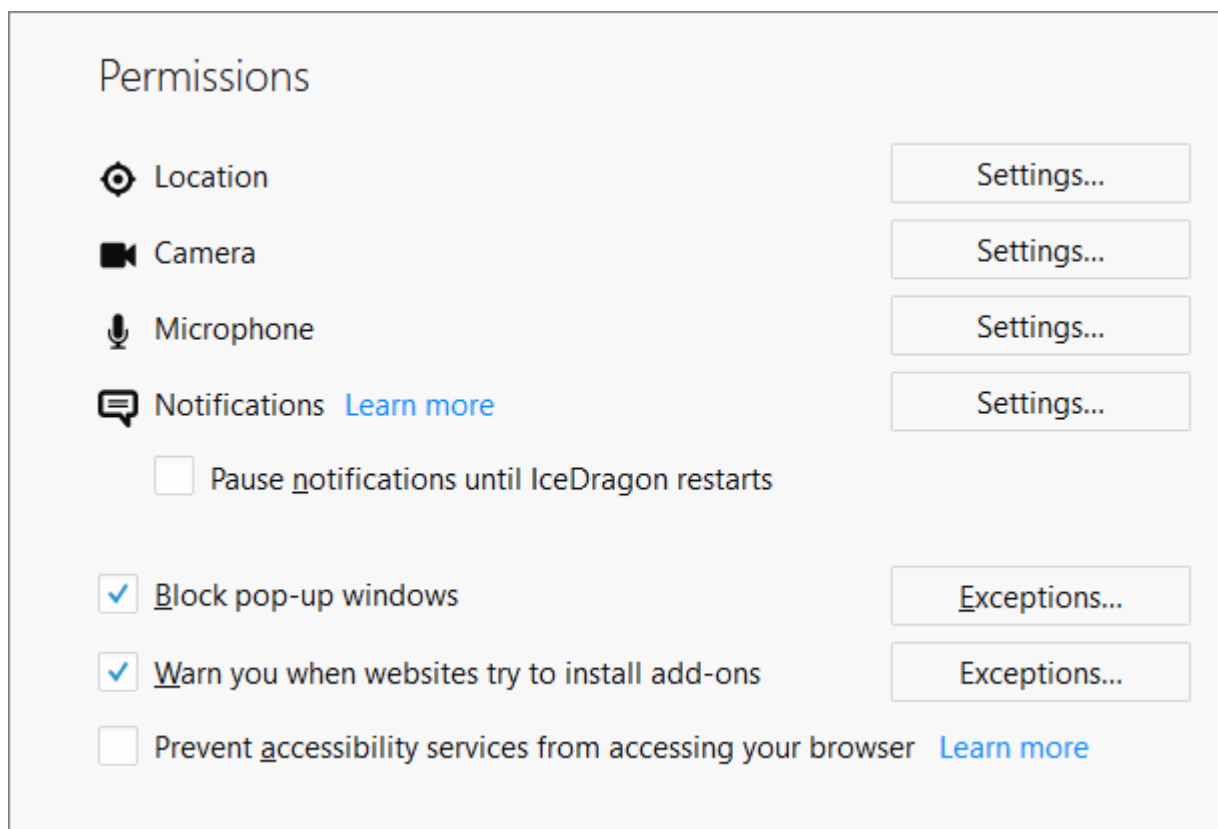 Permissions
Location Settings...
Camera Settings...
Microphone Settings...
Notifications Learn more Settings...
Pause notifications until IceDragon restarts
Block pop-up windows Exceptions...
Warn you when websites try to install add-ons Exceptions...
Prevent accessibility services from accessing your browser Learn more